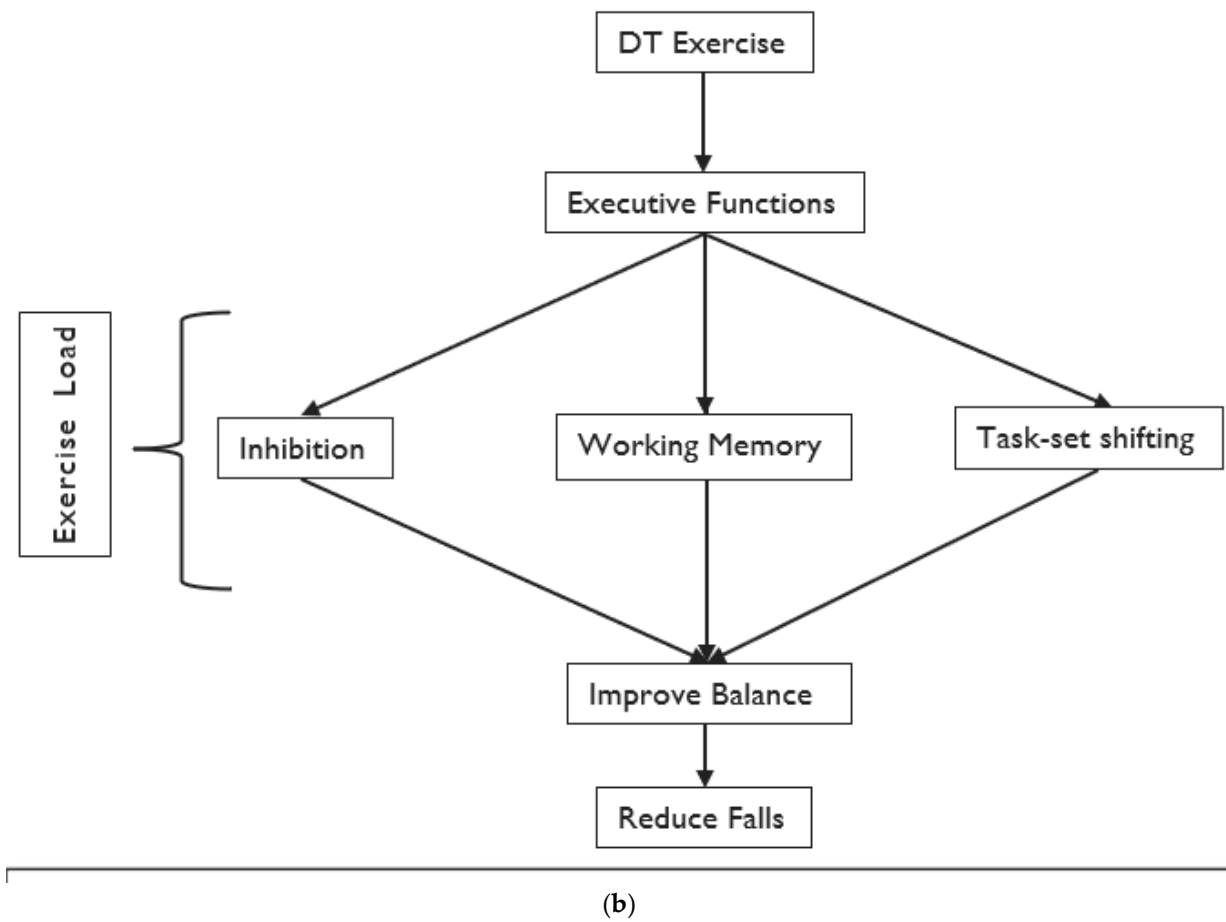 DT Exercise
Executive Functions
Exercise Load
Inhibition
Working Memory
Task-set shifting
Improve Balance
Reduce Falls
(b)